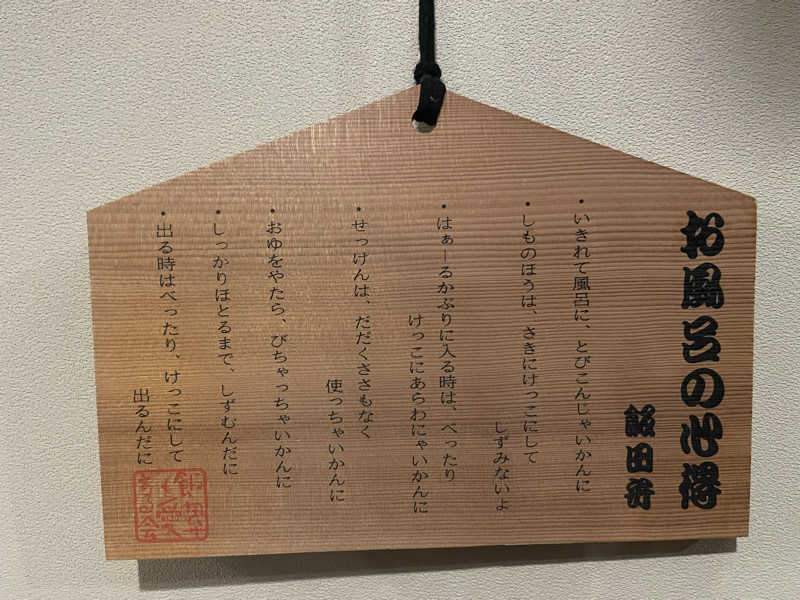 お風呂の心得
飯田弁
・いきれて風呂に、とびこんじゃいかんに
・しものほうは、さきにけっこにして
しずみないよ
・はぁーるかぶりに入る時は、べったり
けっこにあらわにゃいかんに
・せっけんは、だだくささもなく
使っちゃいかんに
・おゆをやたら、びちゃっちゃいかんに
・しっかりほとるまで、しずむんだに
・出る時はべったり、けっこにして
出るんだに